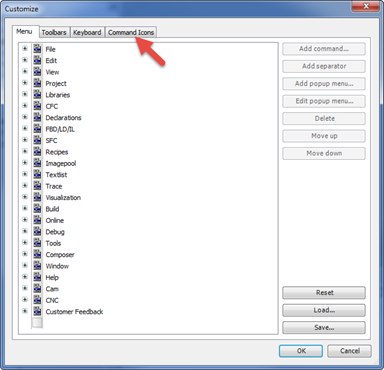 Customize
Menu Toolbars Keyboard Command Icons
File
Edit
View
Project
Libraries
CFC
Declarations
FBD/LD/IL
SFC
Recipes
Imagepool
Textlist
Trace
Visualization
Build
Online
Debug
Tools
Composer
Window
Help
Cam
CNC
Customer Feedback
Add command...
Add separator
Add popup menu...
Edit popup menu...
Delete
Move up
Move down
Reset
Load...
Save...
OK Cancel